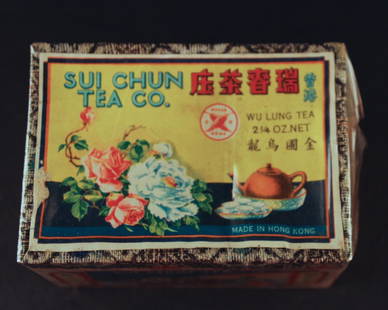 SUI CHUN
TEA CO.
庄茶春瑞
WU LUNG TEA
2¼ OZ.NET
龍烏圓金
MADE IN HONG KONG